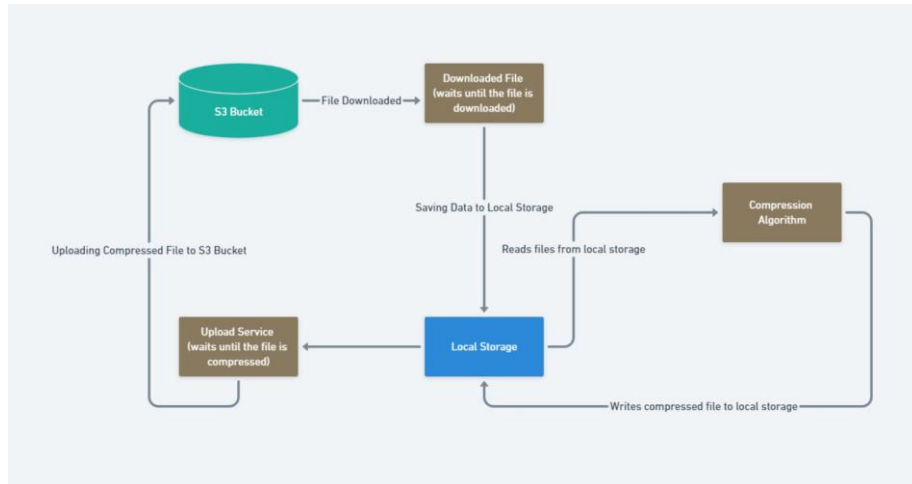 S3 Bucket
File Downloaded
Downloaded File
(waits until the file is
downloaded)
Saving Data to Local Storage
Compression
Algorithm
Reads files from local storage
Uploading Compressed File to S3 Bucket
Upload Service
(waits until the file is
compressed)
Local Storage
Writes compressed file to local storage